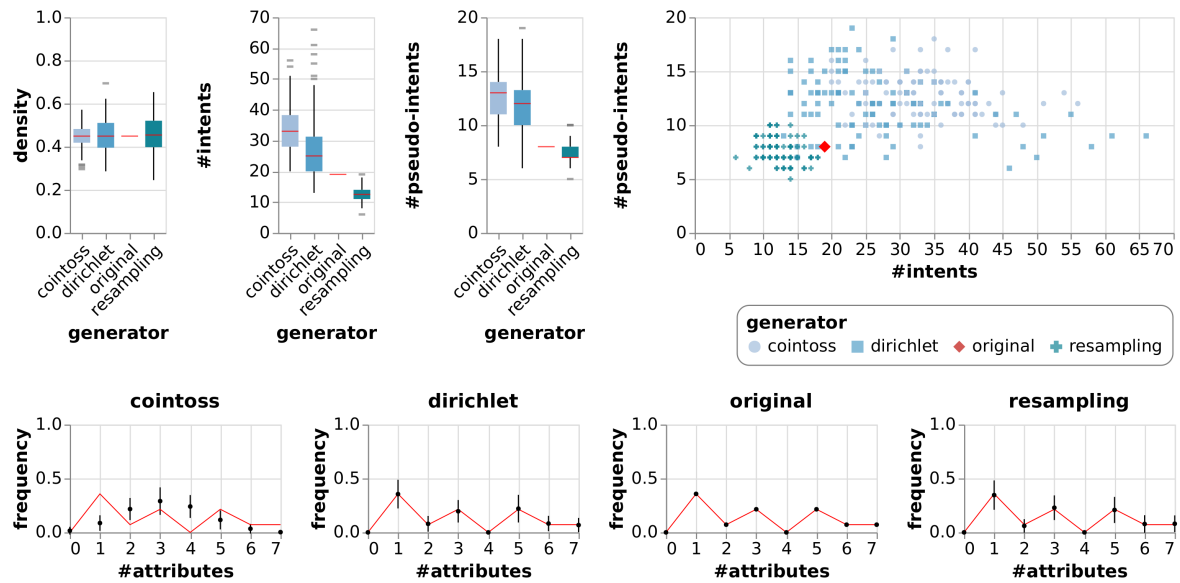 density
1.0
0.8
0.6
0.4
0.2
0.0
cointoss
dirichlet
original
resampling
generator
#intents
70
60
50
40
30
20
10
0
cointoss
dirichlet
original
resampling
generator
#pseudo-intents
20
15
10
5
0
cointoss
dirichlet
original
resampling
generator
#pseudo-intents
20
15
10
5
0
0 5 10 15 20 25 30 35 40 45 50 55 60 65 70
#intents
generator
cointoss dirichlet original resampling
cointoss
frequency
1.0
0.5
0.0
0 1 2 3 4 5 6 7
#attributes
dirichlet
frequency
1.0
0.5
0.0
0 1 2 3 4 5 6 7
#attributes
original
frequency
1.0
0.5
0.0
0 1 2 3 4 5 6 7
#attributes
resampling
frequency
1.0
0.5
0.0
0 1 2 3 4 5 6 7
#attributes